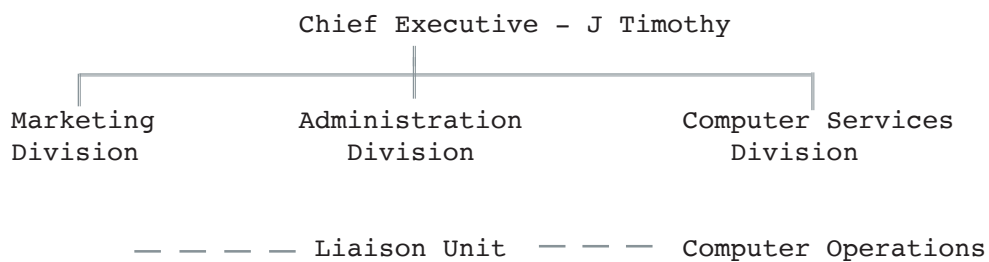 Chief Executive – J Timothy
Marketing Administration Computer Services
Division Division Division
Liaison Unit Computer Operations